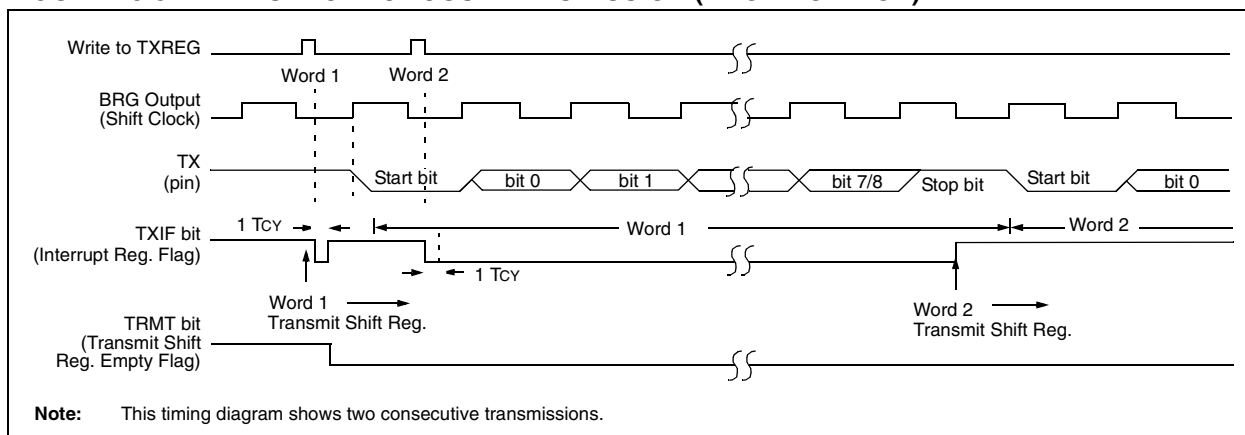 Write to TXREG
Word 1
Word 2
BRG Output
(Shift Clock)
TX
(pin)
Start bit
bit 0
bit 1
bit 7/8
Stop bit
Start bit
bit 0
1 TCY
TXIF bit
(Interrupt Reg. Flag)
Word 1
Word 2
1 TCY
Word 1
Transmit Shift Reg.
Word 2
Transmit Shift Reg.
TRMT bit
(Transmit Shift
Reg. Empty Flag)
Note: This timing diagram shows two consecutive transmissions.